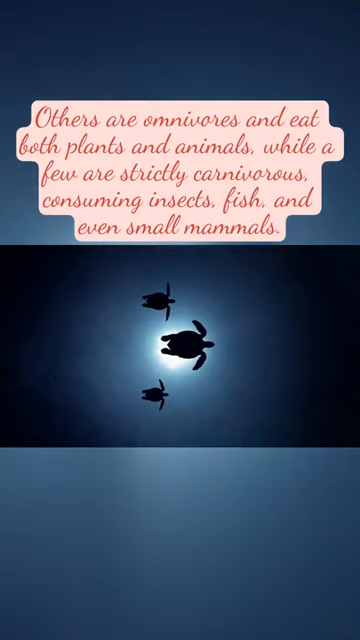 Others are omnivores and eat
both plants and animals, while a
few are strictly carnivorous,
consuming insects, fish, and
even small mammals.